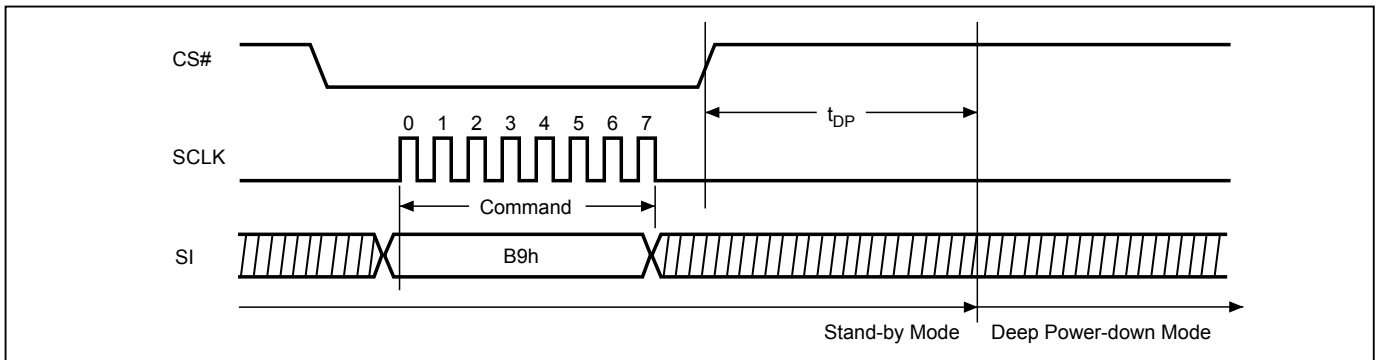 CS#
t_DP
0 1 2 3 4 5 6 7
SCLK
Command
SI
B9h
Stand-by Mode
Deep Power-down Mode